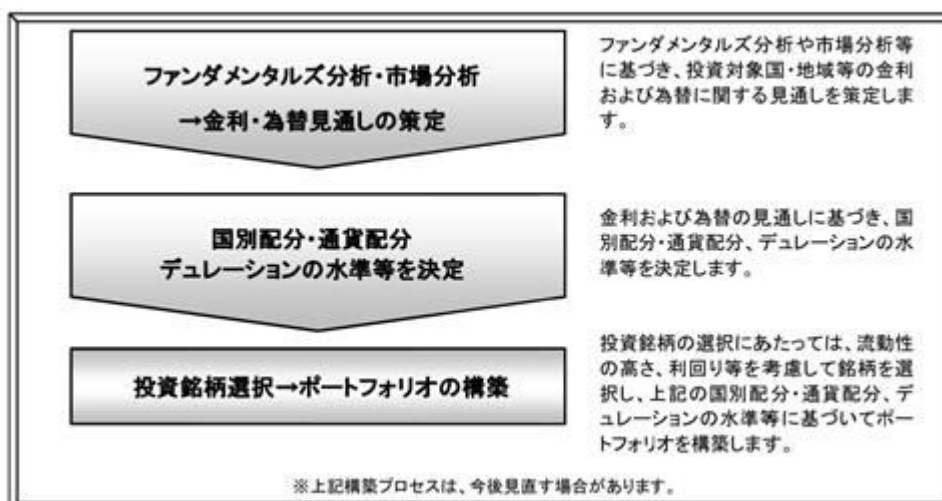 ファンダメンタルズ分析・市場分析
→金利・為替見通しの策定
ファンダメンタルズ分析や市場分析等
に基づき、投資対象国・地域等の金利
および為替に関する見通しを策定しま
す。
国別配分・通貨配分
デュレーションの水準等を決定
金利および為替の見通しに基づき、国
別配分・通貨配分、デュレーションの水
準等を決定します。
投資銘柄選択→ポートフォリオの構築
投資銘柄の選択にあたっては、流動性
の高さ、利回り等を考慮して銘柄を選
択し、上記の国別配分・通貨配分、デ
ュレーションの水準等に基づいてポー
トフォリオを構築します。
※上記構築プロセスは、今後見直す場合があります。